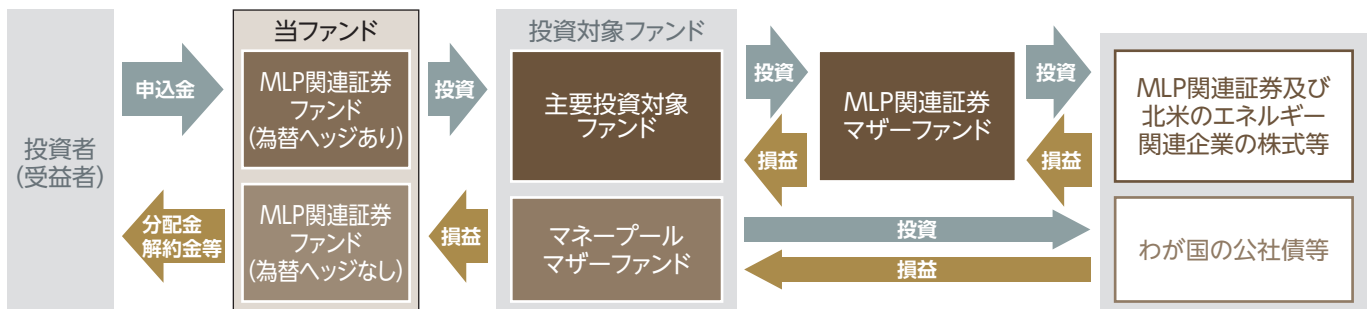 投資者
(受益者)
申込金
分配金
解約金等
当ファンド
MLP関連証券
ファンド
(為替ヘッジあり)
MLP関連証券
ファンド
(為替ヘッジなし)
投資
損益
投資対象ファンド
主要投資対象
ファンド
マネープール
マザーファンド
投資
損益
MLP関連証券
マザーファンド
投資
損益
投資
損益
MLP関連証券及び
北米のエネルギー
関連企業の株式等
わが国の公社債等